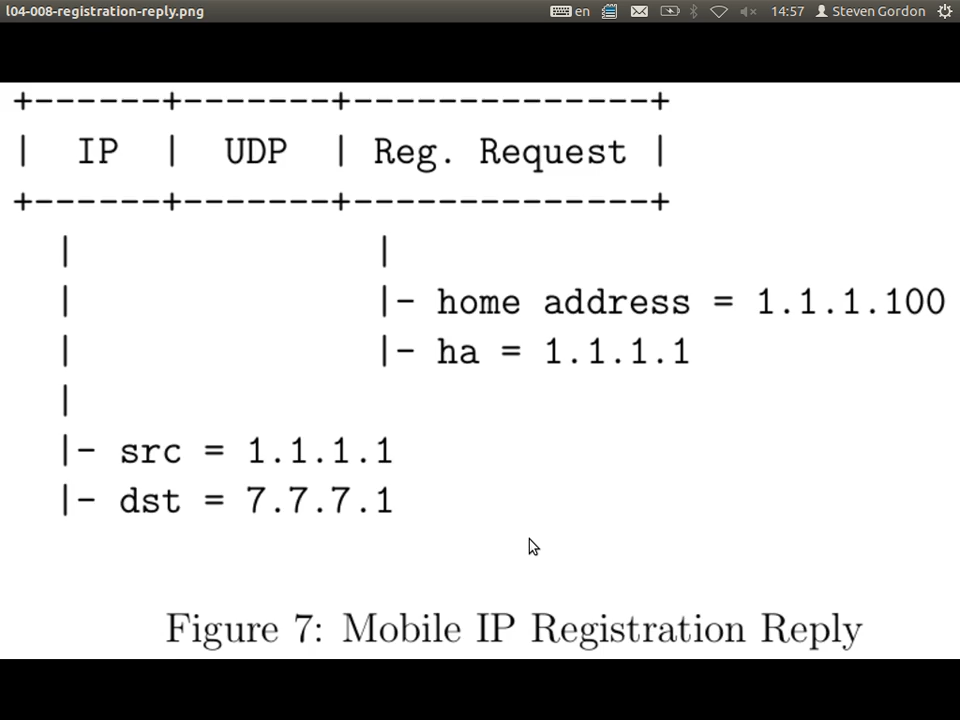 l04-008-registration-reply.png en 14:57 Steven Gordon
+------+-------+--------------+
| IP | UDP | Reg. Request |
+------+-------+--------------+
| |
| |- home address = 1.1.1.100
| |- ha = 1.1.1.1
|
|- src = 1.1.1.1
|- dst = 7.7.7.1
Figure 7: Mobile IP Registration Reply